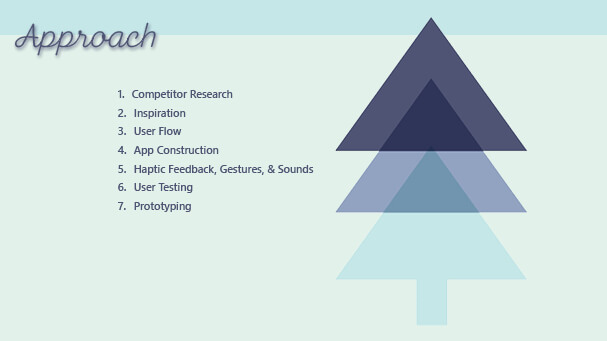 Approach
1. Competitor Research
2. Inspiration
3. User Flow
4. App Construction
5. Haptic Feedback, Gestures, & Sounds
6. User Testing
7. Prototyping